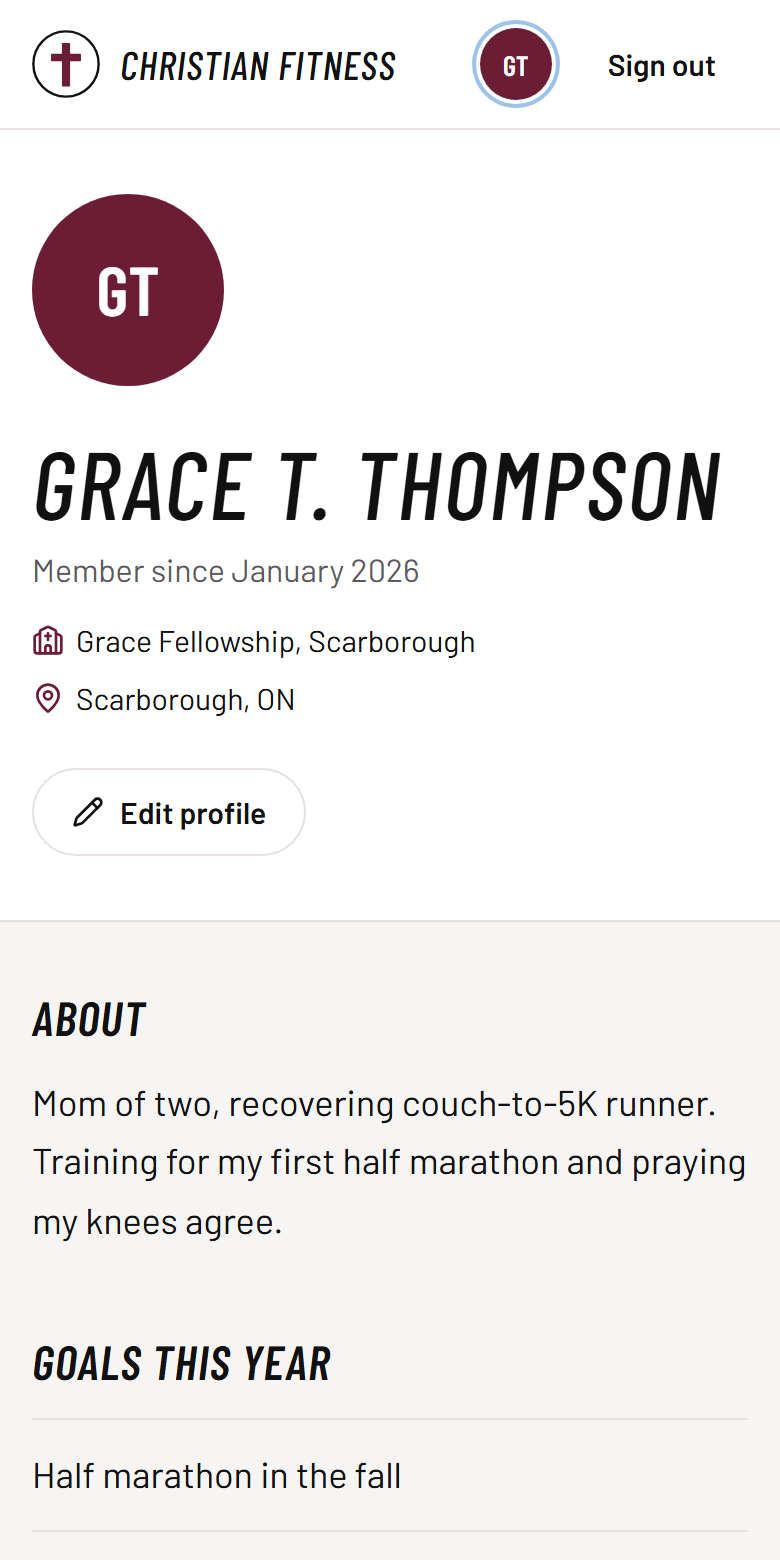 CHRISTIAN FITNESS
GT
Sign out
GT
GRACE T. THOMPSON
Member since January 2026
Grace Fellowship, Scarborough
Scarborough, ON
Edit profile
ABOUT
Mom of two, recovering couch-to-5K runner.
Training for my first half marathon and praying
my knees agree.
GOALS THIS YEAR
Half marathon in the fall